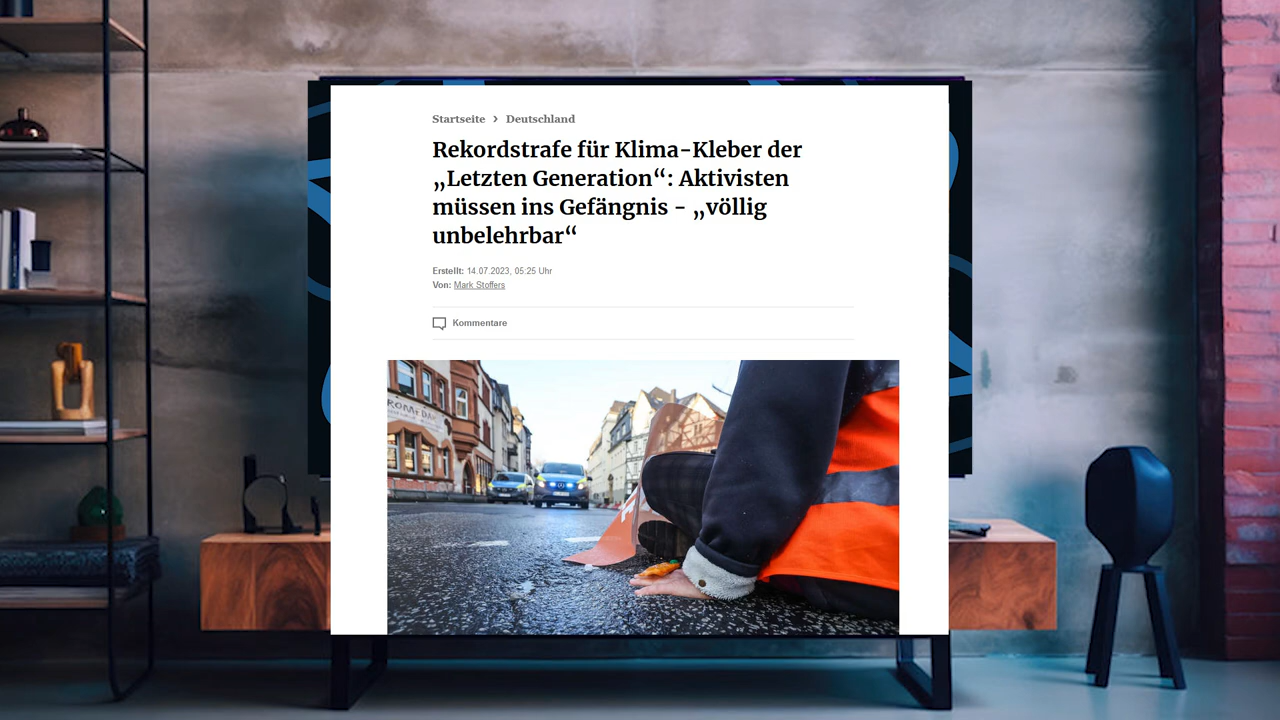 Startseite > Deutschland
Rekordstrafe für Klima-Kleber der
„Letzten Generation“: Aktivisten
müssen ins Gefängnis - „völlig
unbelehrbar“
Erstellt: 14.07.2023, 05:25 Uhr
Von: Mark Stoffers
Kommentare